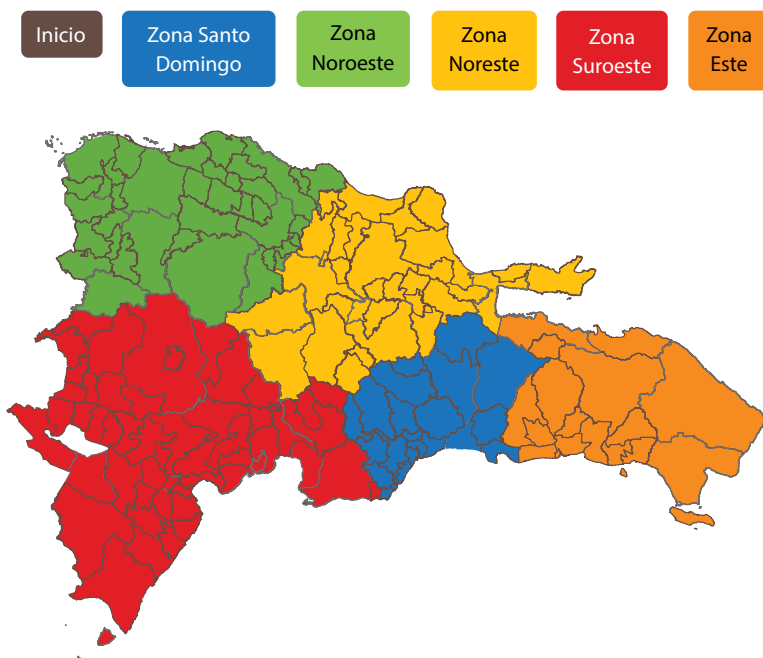 Inicio
Zona Santo
Domingo
Zona
Noroeste
Zona
Noreste
Zona
Suroeste
Zona
Este